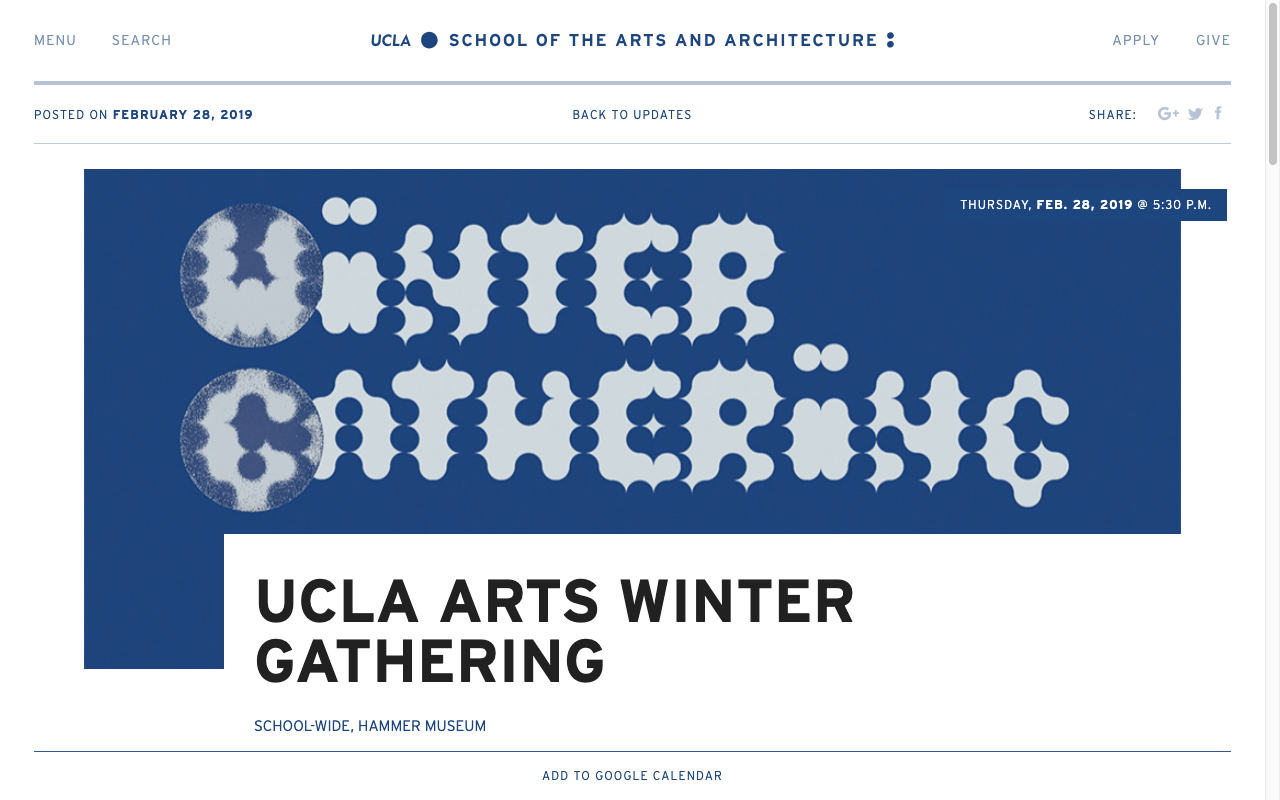 MENU SEARCH UCLA SCHOOL OF THE ARTS AND ARCHITECTURE APPLY GIVE
POSTED ON FEBRUARY 28, 2019 BACK TO UPDATES SHARE: G+ f
THURSDAY, FEB. 28, 2019 @ 5:30 P.M.
WÏNTER
GATHERÏNG
UCLA ARTS WINTER
GATHERING
SCHOOL-WIDE, HAMMER MUSEUM
ADD TO GOOGLE CALENDAR